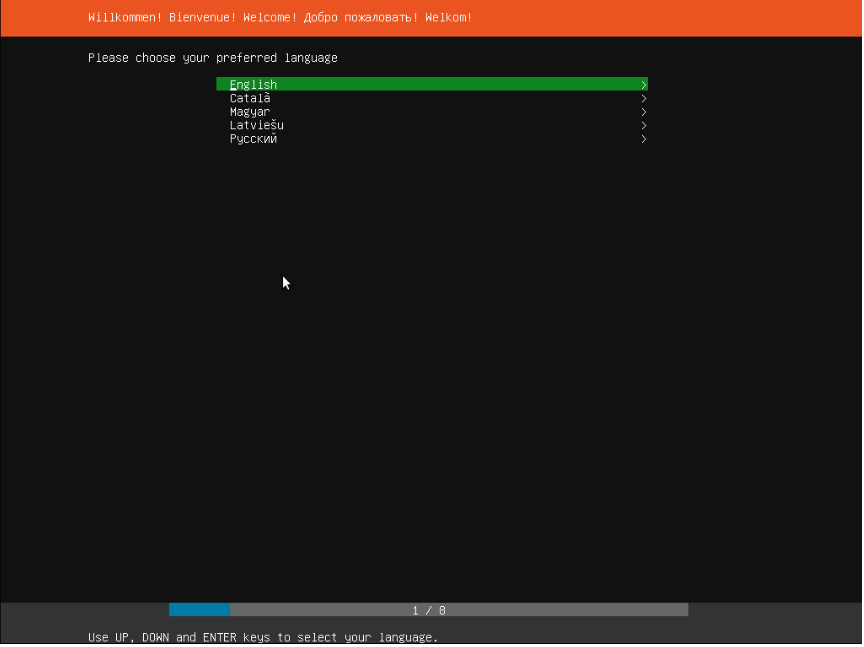 Willkommen! Bienvenue! Welcome! Добро пожаловать! Welkom!
Please choose your preferred language
English >
Català >
Magyar >
Latviešu >
Русский >
1 / 8
Use UP, DOWN and ENTER keys to select your language.